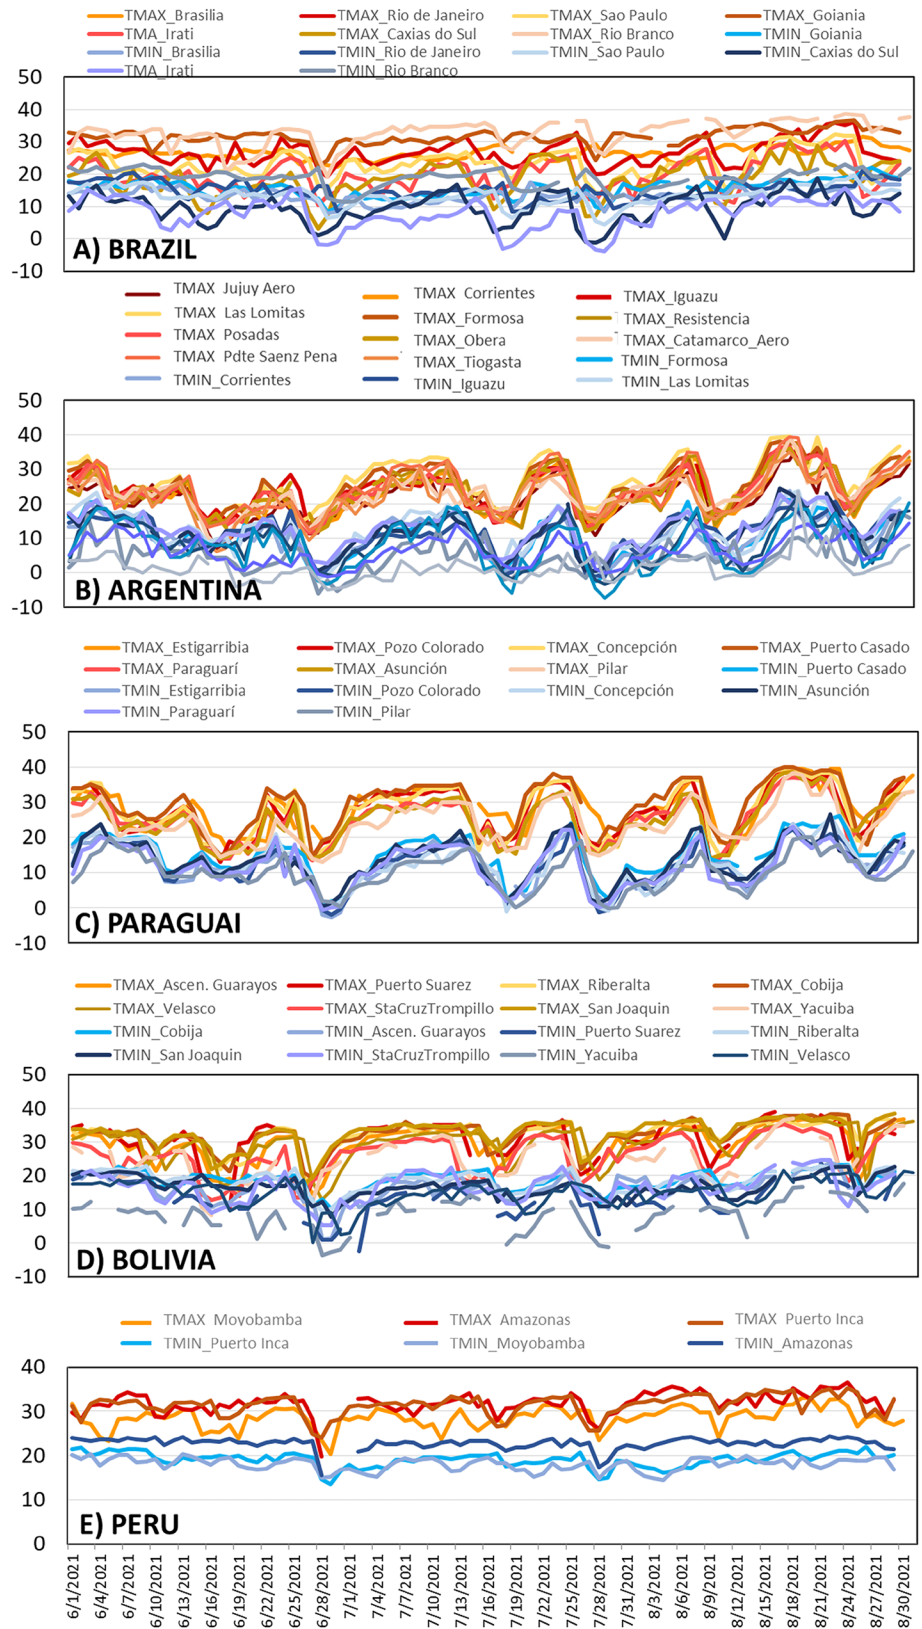 TMAX_Brasilia TMAX_Rio de Janeiro TMAX_Sao Paulo TMAX_Goiania
TMA_Irati TMAX_Caxias do Sul TMAX_Rio Branco TMIN_Goiania
TMIN_Brasilia TMIN_Rio de Janeiro TMIN_Sao Paulo TMIN_Caxias do Sul
TMA_Irati TMIN_Rio Branco
50
40
30
20
10
0
-10
A) BRAZIL
TMAX Jujuy Aero TMAX Corrientes TMAX_Iguazu
TMAX Las Lomitas TMAX_Formosa TMAX_Resistencia
TMAX Posadas TMAX_Obera TMAX_Catamarco_Aero
TMAX Pdte Saenz Pena TMAX_Tiogasta TMIN_Formosa
TMIN_Corrientes TMIN_Iguazu TMIN_Las Lomitas
50
40
30
20
10
0
-10
B) ARGENTINA
TMAX_Estigarribia TMAX_Pozo Colorado TMAX_Concepción TMAX_Puerto Casado
TMAX_Paraguarí TMAX_Asunción TMAX_Pilar TMIN_Puerto Casado
TMIN_Estigarribia TMIN_Pozo Colorado TMIN_Concepción TMIN_Asunción
TMIN_Paraguarí TMIN_Pilar
50
40
30
20
10
0
-10
C) PARAGUAI
TMAX_Ascen. Guarayos TMAX_Puerto Suarez TMAX_Riberalta TMAX_Cobija
TMAX_Velasco TMAX_StaCruzTrompillo TMAX_San Joaquin TMAX_Yacuiba
TMIN_Cobija TMIN_Ascen. Guarayos TMIN_Puerto Suarez TMIN_Riberalta
TMIN_San Joaquin TMIN_StaCruzTrompillo TMIN_Yacuiba TMIN_Velasco
50
40
30
20
10
0
-10
D) BOLIVIA
TMAX Moyobamba TMAX Amazonas TMAX Puerto Inca
TMIN_Puerto Inca TMIN_Moyobamba TMIN_Amazonas
40
30
20
10
0
E) PERU
6/1/2021
6/4/2021
6/7/2021
6/10/2021
6/13/2021
6/16/2021
6/19/2021
6/22/2021
6/25/2021
6/28/2021
7/1/2021
7/4/2021
7/7/2021
7/10/2021
7/13/2021
7/16/2021
7/19/2021
7/22/2021
7/25/2021
7/28/2021
7/31/2021
8/3/2021
8/6/2021
8/9/2021
8/12/2021
8/15/2021
8/18/2021
8/21/2021
8/24/2021
8/27/2021
8/30/2021